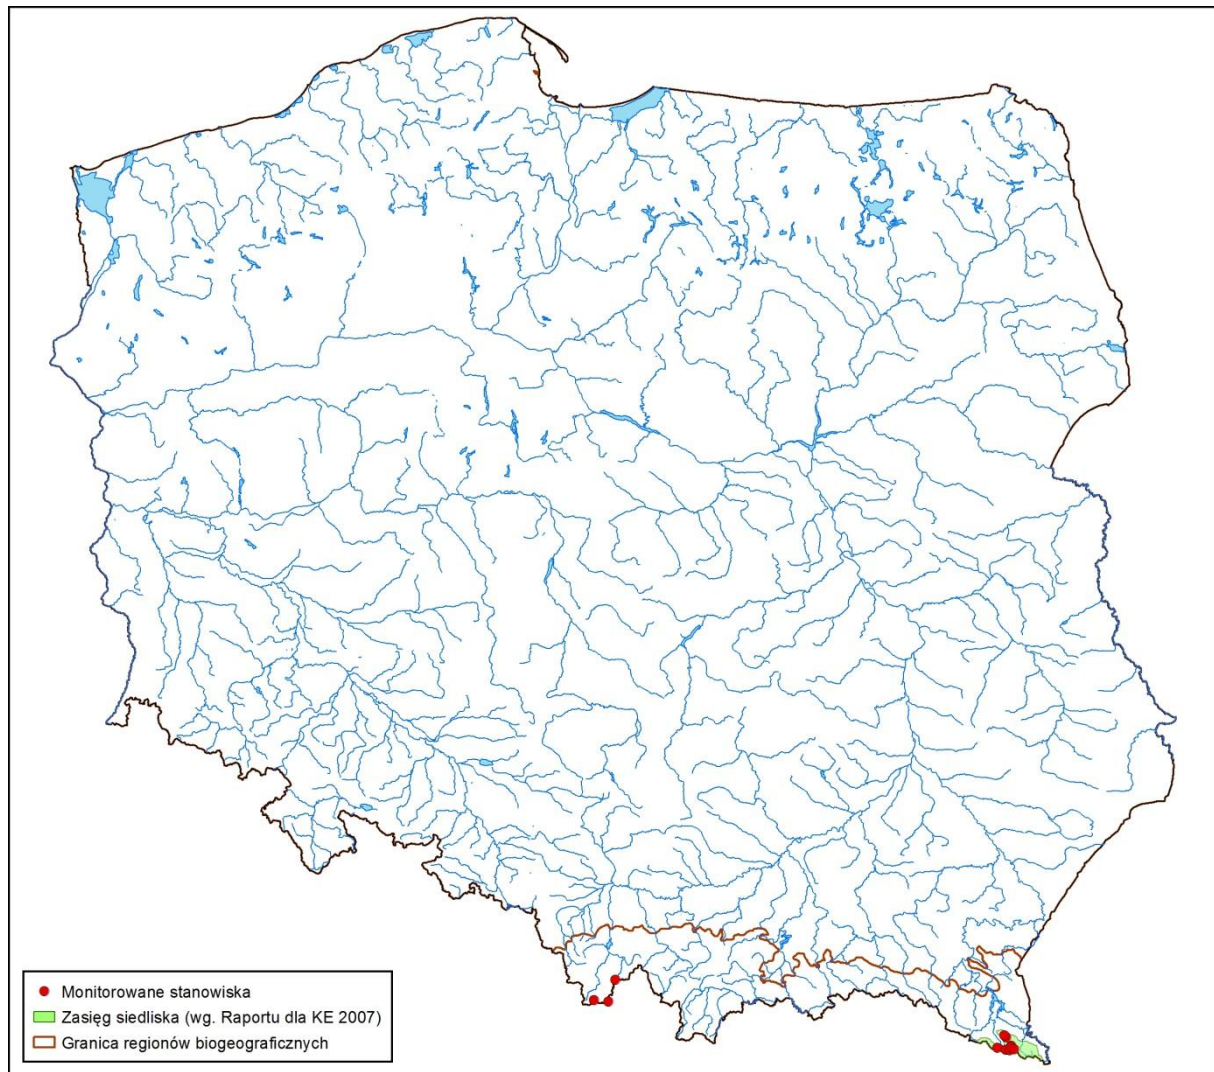 Monitorowane stanowiska
Zasięg siedliska (wg. Raportu dla KE 2007)
Granica regionów biogeograficznych